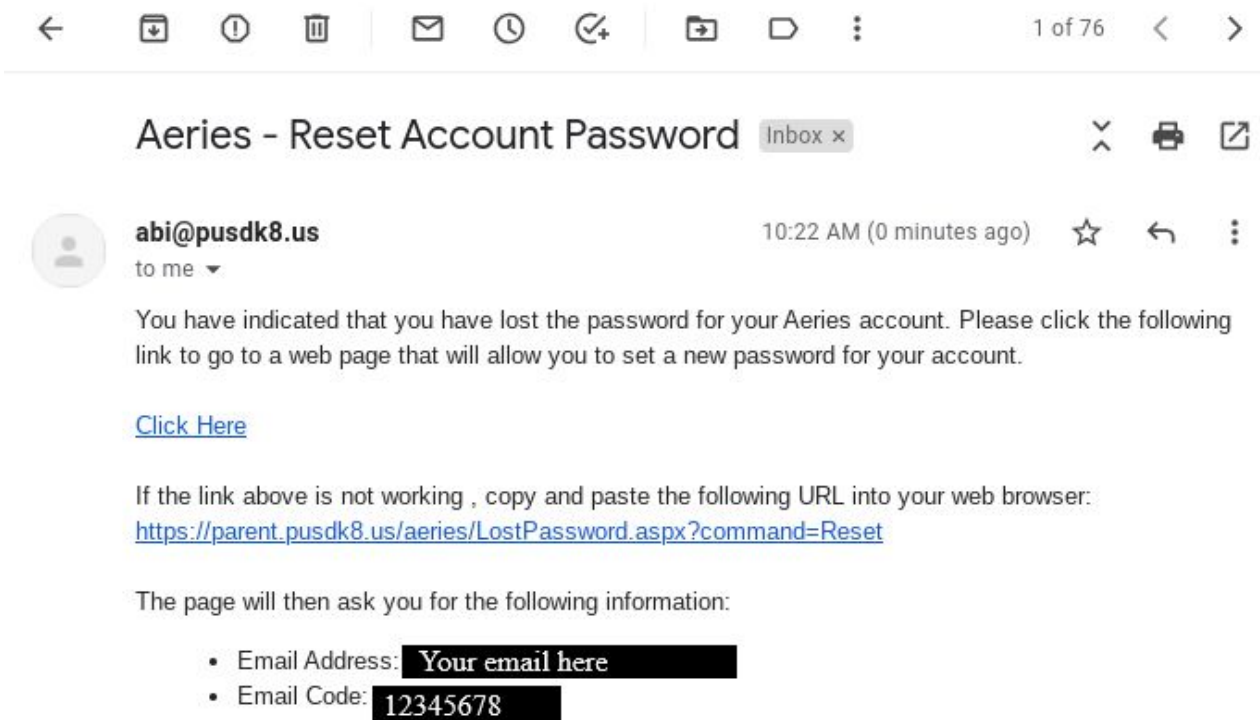 1 of 76
Aeries - Reset Account Password Inbox ×
abi@pusdk8.us 10:22 AM (0 minutes ago)
to me
You have indicated that you have lost the password for your Aeries account. Please click the following
link to go to a web page that will allow you to set a new password for your account.
Click Here
If the link above is not working , copy and paste the following URL into your web browser:
https://parent.pusdk8.us/aeries/LostPassword.aspx?command=Reset
The page will then ask you for the following information:
• Email Address: Your email here
• Email Code: 12345678